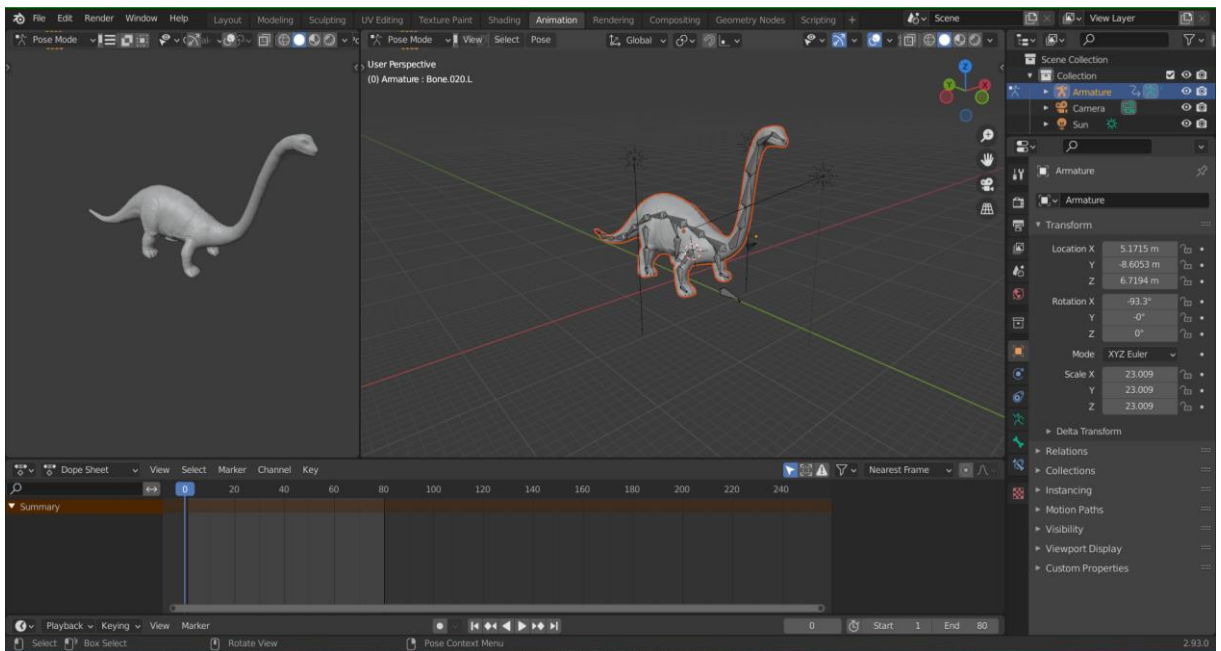 File Edit Render Window Help Layout Modeling Sculpting UV Editing Texture Paint Shading Animation Rendering Compositing Geometry Nodes Scripting + Scene View Layer
Pose Mode Pose Mode View Select Pose Global
User Perspective
(0) Armature : Bone.020.L
Z
Y
X
Scene Collection
Collection
Armature
Camera
Sun
Armature
Armature
Transform
Location X 5.1715 m
Y -8.6053 m
Z 6.7194 m
Rotation X -93.3°
Y -0°
Z 0°
Mode XYZ Euler
Scale X 23.009
Y 23.009
Z 23.009
Delta Transform
Relations
Collections
Instancing
Motion Paths
Visibility
Viewport Display
Custom Properties
Dope Sheet View Select Marker Channel Key Nearest Frame
0 20 40 60 80 100 120 140 160 180 200 220 240
Summary
Playback Keying View Marker 0 Start 1 End 80
Select Box Select Rotate View Pose Context Menu 2.93.0